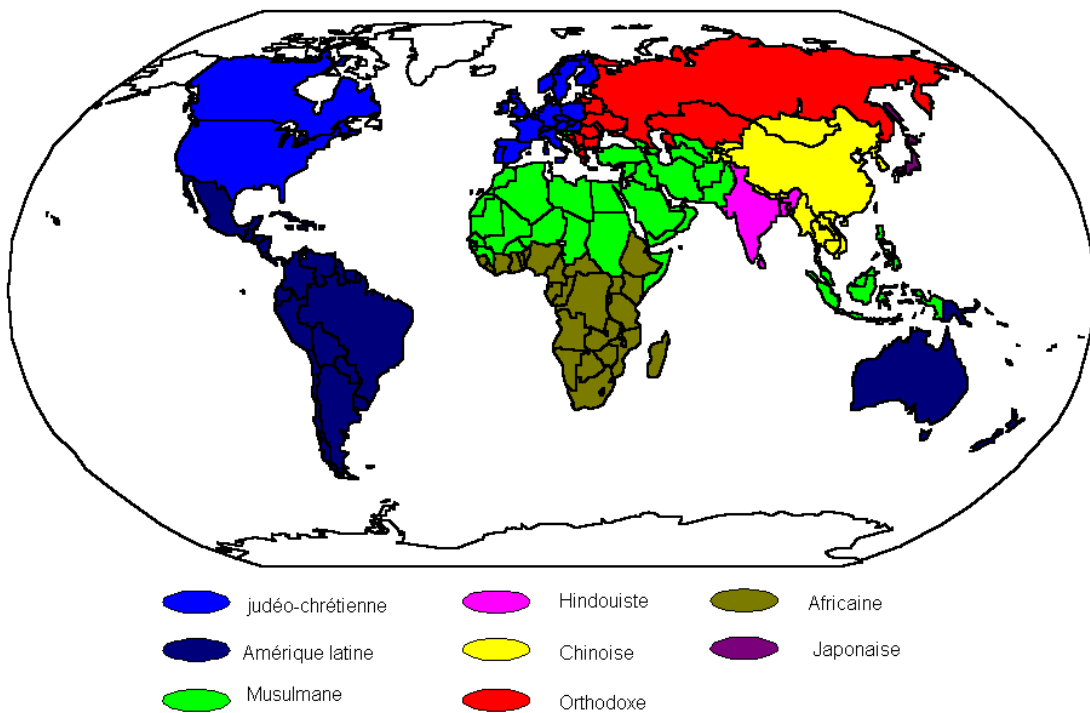 judéo-chrétienne
Amérique latine
Musulmane
Hindouiste
Chinoise
Orthodoxe
Africaine
Japonaise